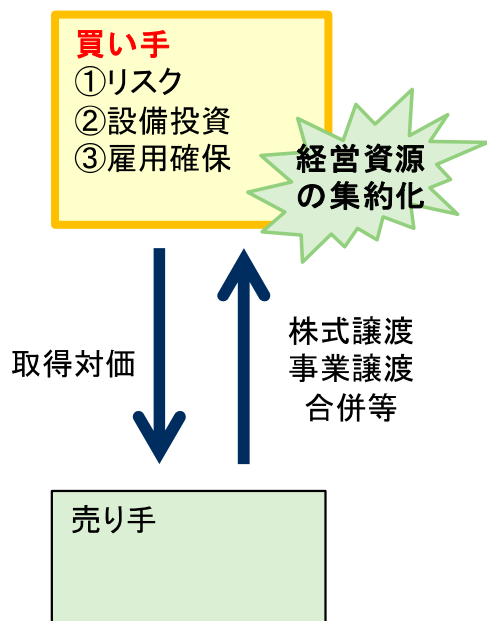 買い手
①リスク
②設備投資
③雇用確保
経営資源
の集約化
取得対価
株式譲渡
事業譲渡
合併等
売り手